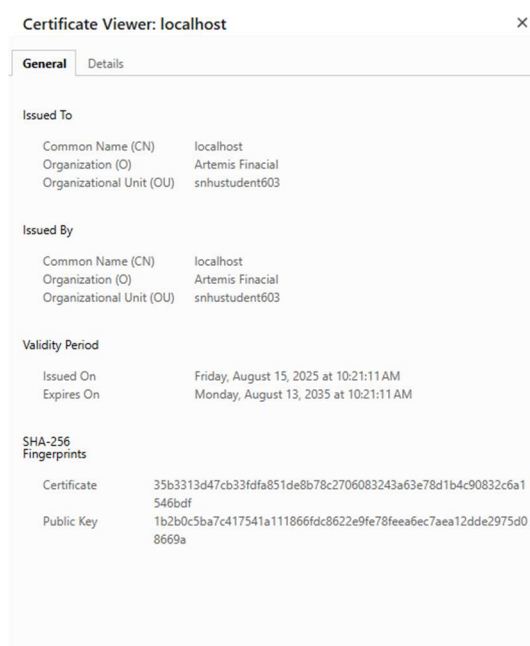 Certificate Viewer: localhost
General Details
Issued To
Common Name (CN) localhost
Organization (O) Artemis Finacial
Organizational Unit (OU) snhustudent603
Issued By
Common Name (CN) localhost
Organization (O) Artemis Finacial
Organizational Unit (OU) snhustudent603
Validity Period
Issued On Friday, August 15, 2025 at 10:21:11 AM
Expires On Monday, August 13, 2035 at 10:21:11 AM
SHA-256
Fingerprints
Certificate 35b3313d47cb33fdfa851de8b78c2706083243a63e78d1b4c90832c6a1
546bdf
Public Key 1b2b0c5ba7c417541a111866fdc8622e9fe78feea6ec7aea12dde2975d0
8669a